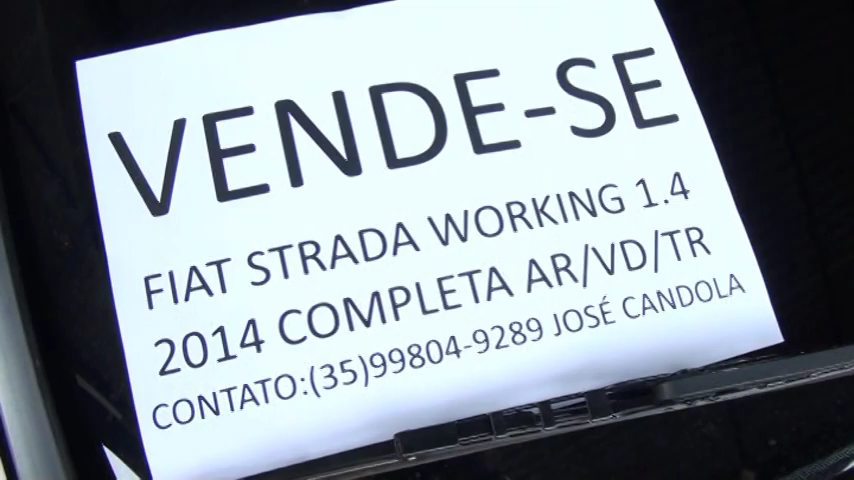 VENDE-SE
FIAT STRADA WORKING 1.4
2014 COMPLETA AR/VD/TR
CONTATO:(35)99804-9289 JOSÉ CANDOLA